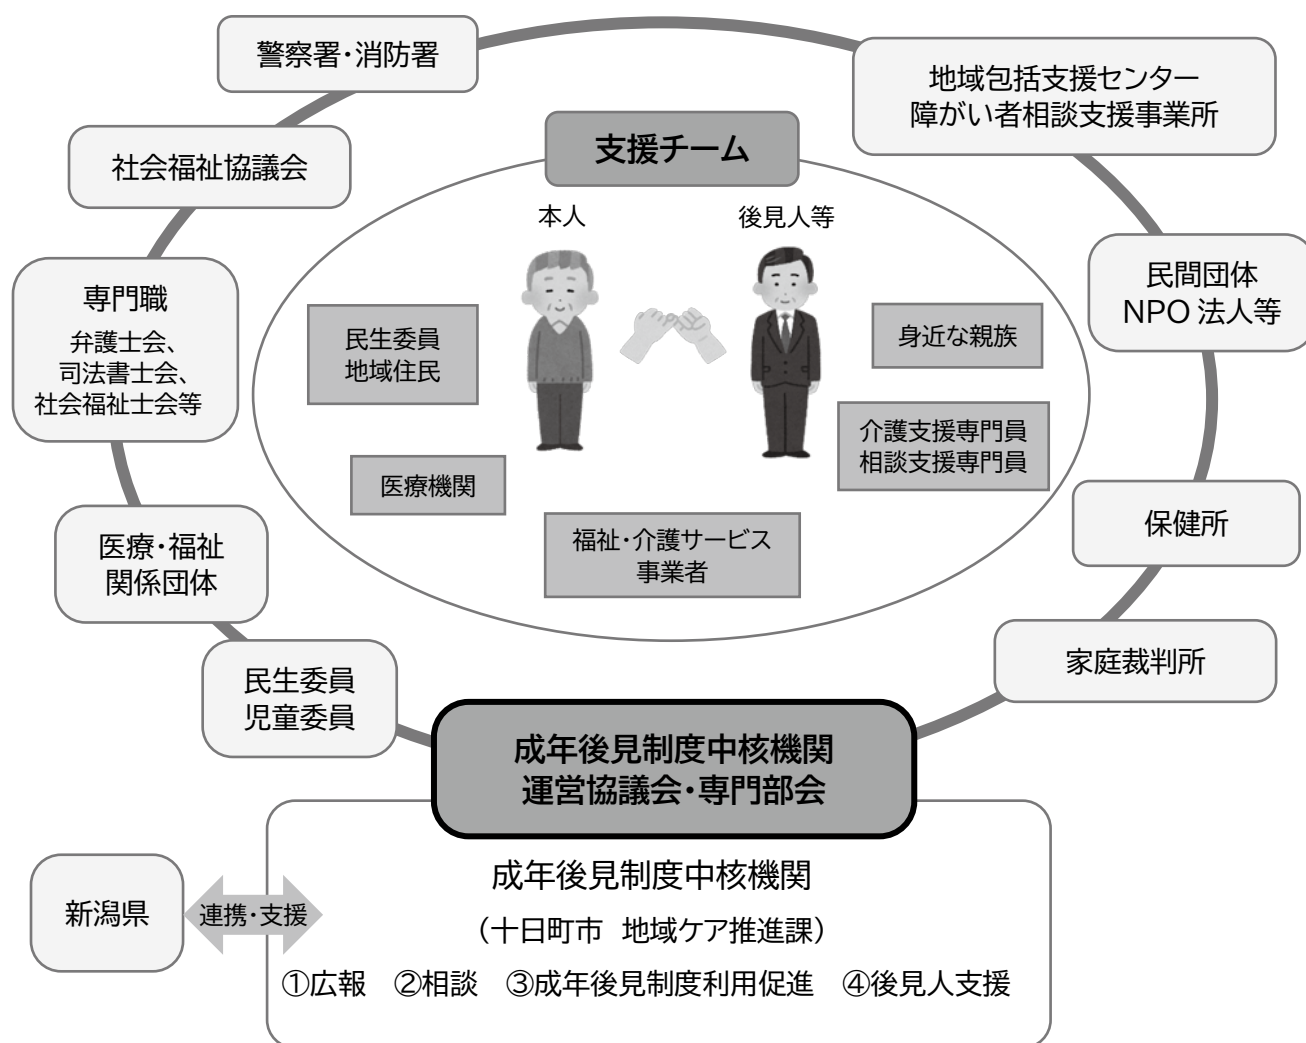 警察署・消防署
地域包括支援センター
障がい者相談支援事業所
社会福祉協議会
支援チーム
本人
後見人等
専門職
弁護士会、
司法書士会、
社会福祉士会等
民生委員
地域住民
身近な親族
民間団体
NPO 法人等
介護支援専門員
相談支援専門員
医療機関
福祉・介護サービス
事業者
医療・福祉
関係団体
保健所
民生委員
児童委員
家庭裁判所
成年後見制度中核機関
運営協議会・専門部会
新潟県
連携・支援
成年後見制度中核機関
（十日町市 地域ケア推進課）
①広報 ②相談 ③成年後見制度利用促進 ④後見人支援